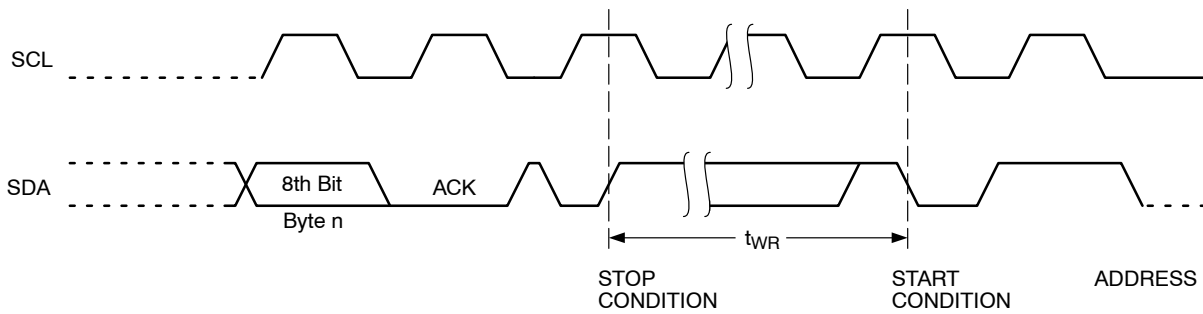 SCL
SDA
8th Bit
ACK
Byte n
tWR
STOP
CONDITION
START
CONDITION
ADDRESS